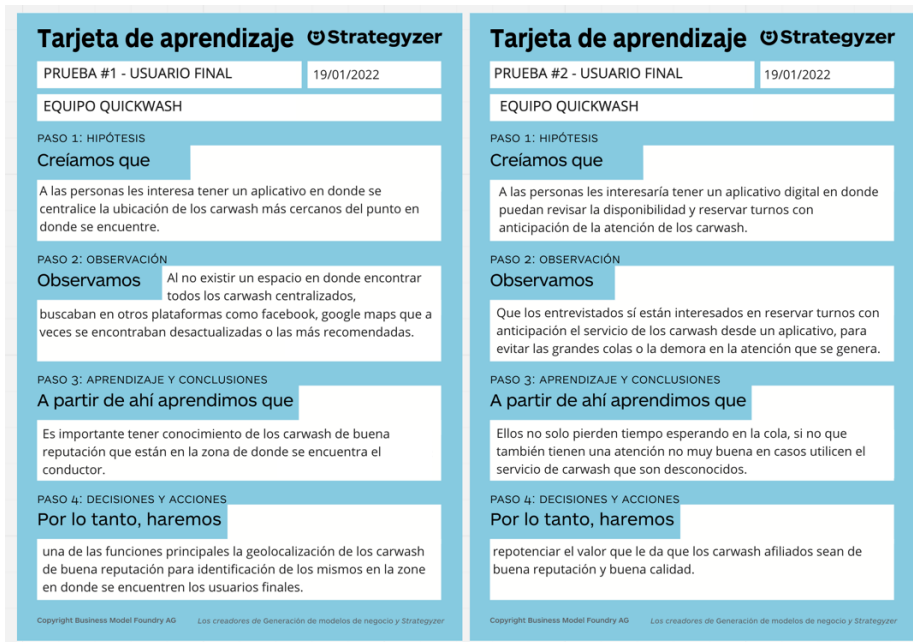 Tarjeta de aprendizaje Strategyzer
PRUEBA #1 - USUARIO FINAL 19/01/2022
EQUIPO QUICKWASH
PASO 1: HIPÓTESIS
Creíamos que
A las personas les interesa tener un aplicativo en donde se
centralice la ubicación de los carwash más cercanos del punto en
donde se encuentre.
PASO 2: OBSERVACIÓN
Observamos
Al no existir un espacio en donde encontrar
todos los carwash centralizados,
buscaban en otros plataformas como facebook, google maps que a
veces se encontraban desactualizadas o las más recomendadas.
PASO 3: APRENDIZAJE Y CONCLUSIONES
A partir de ahí aprendimos que
Es importante tener conocimiento de los carwash de buena
reputación que están en la zona de donde se encuentra el
conductor.
PASO 4: DECISIONES Y ACCIONES
Por lo tanto, haremos
una de las funciones principales la geolocalización de los carwash
de buena reputación para identificación de los mismos en la zone
en donde se encuentren los usuarios finales.
Copyright Business Model Foundry AG Los creadores de Generación de modelos de negocio y Strategyzer
Tarjeta de aprendizaje Strategyzer
PRUEBA #2 - USUARIO FINAL 19/01/2022
EQUIPO QUICKWASH
PASO 1: HIPÓTESIS
Creíamos que
A las personas les interesaría tener un aplicativo digital en donde
puedan revisar la disponibilidad y reservar turnos con
anticipación de la atención de los carwash.
PASO 2: OBSERVACIÓN
Observamos
Que los entrevistados sí están interesados en reservar turnos con
anticipación el servicio de los carwash desde un aplicativo, para
evitar las grandes colas o la demora en la atención que se genera.
PASO 3: APRENDIZAJE Y CONCLUSIONES
A partir de ahí aprendimos que
Ellos no solo pierden tiempo esperando en la cola, si no que
también tienen una atención no muy buena en casos utilicen el
servicio de carwash que son desconocidos.
PASO 4: DECISIONES Y ACCIONES
Por lo tanto, haremos
repotenciar el valor que le da que los carwash afiliados sean de
buena reputación y buena calidad.
Copyright Business Model Foundry AG Los creadores de Generación de modelos de negocio y Strategyzer